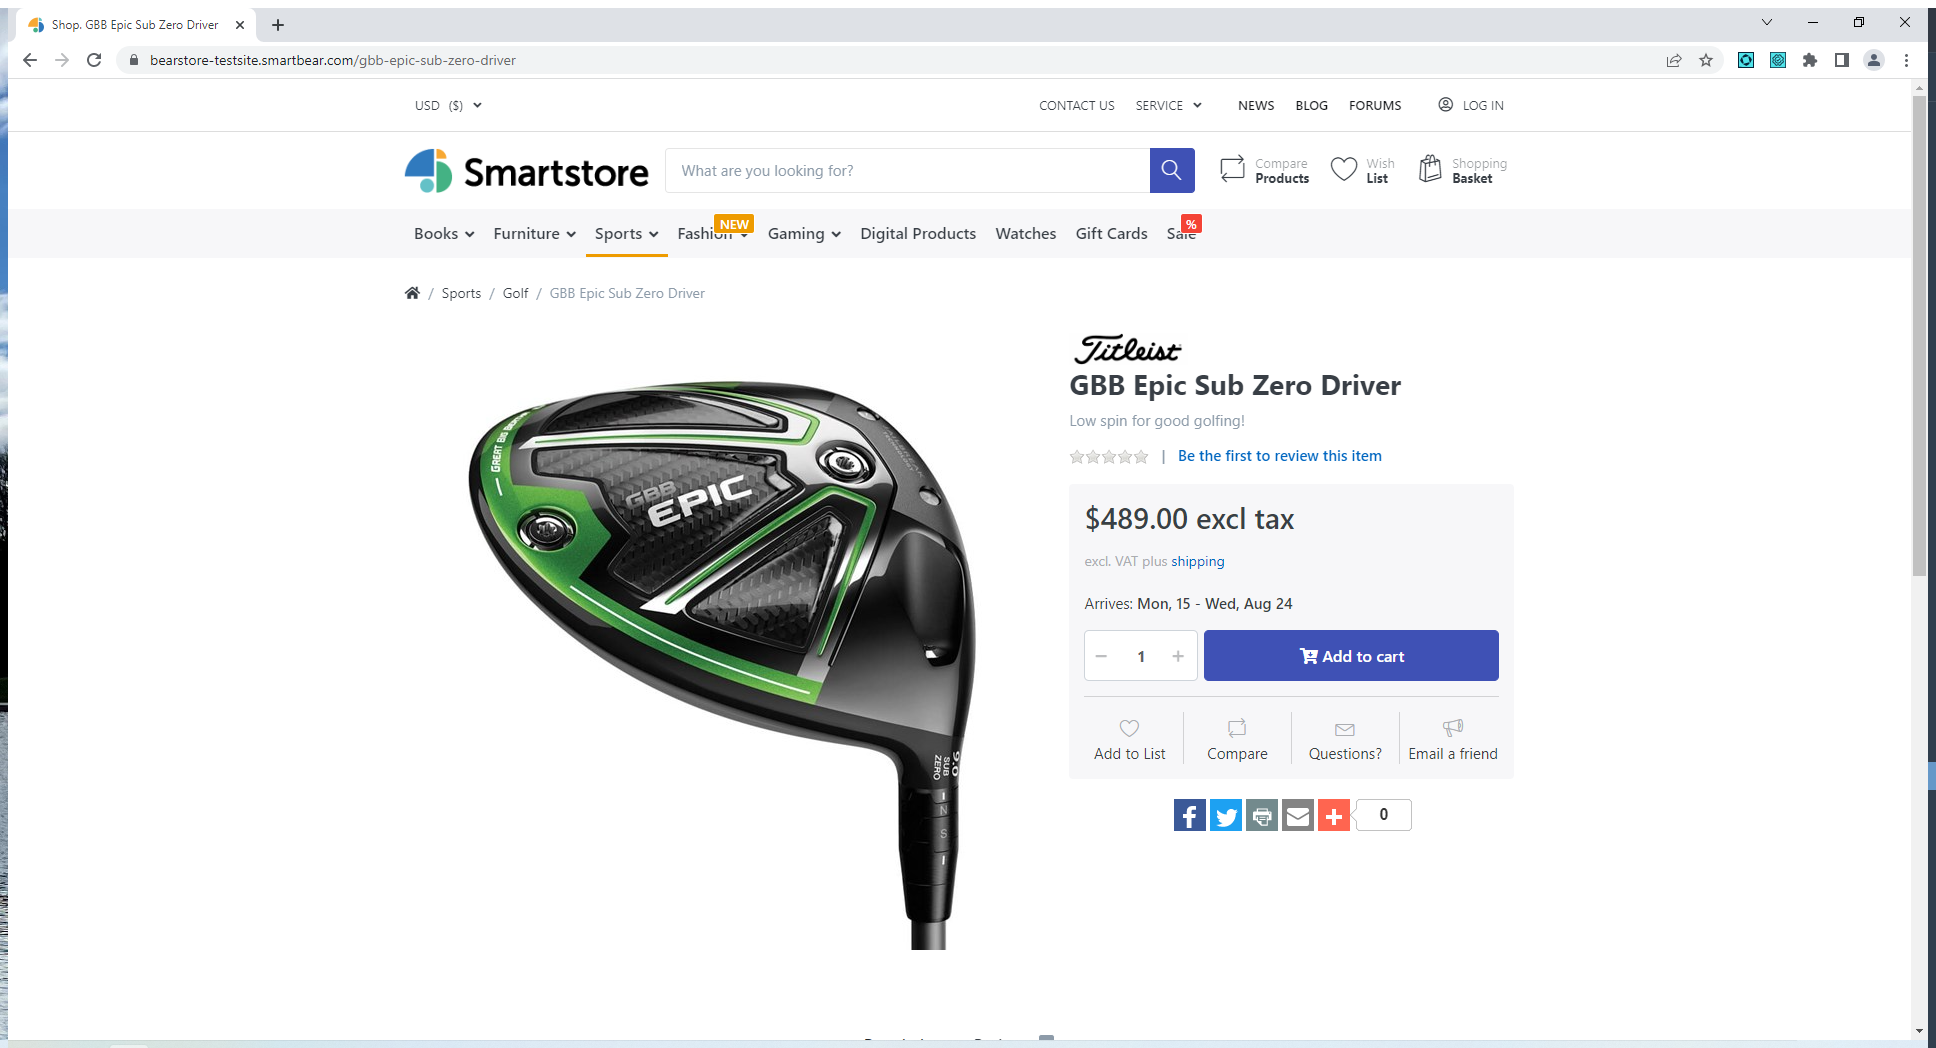 Shop. GBB Epic Sub Zero Driver
bearstore-testsite.smartbear.com/gbb-epic-sub-zero-driver
USD ($)
CONTACT US SERVICE NEWS BLOG FORUMS LOG IN
Smartstore
What are you looking for?
Compare Products
Wish List
Shopping Basket
Books Furniture Sports Fashion NEW Gaming Digital Products Watches Gift Cards Sale %
/ Sports / Golf / GBB Epic Sub Zero Driver
Titleist
GBB Epic Sub Zero Driver
Low spin for good golfing!
| Be the first to review this item
$489.00 excl tax
excl. VAT plus shipping
Arrives: Mon, 15 - Wed, Aug 24
1
Add to cart
Add to List
Compare
Questions?
Email a friend
0
GREAT BIG
GBB
EPIC
9.0
SUB
ZERO
N
S